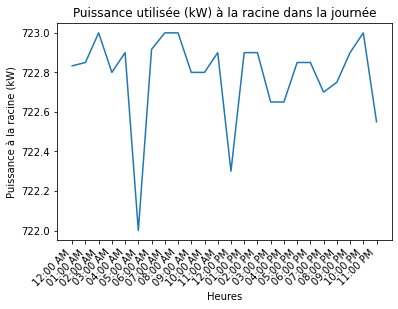 Puissance utilisée (kW) à la racine dans la journée
Puissance à la racine (kW)
723.0
722.8
722.6
722.4
722.2
722.0
12:00 AM
01:00 AM
02:00 AM
03:00 AM
04:00 AM
05:00 AM
06:00 AM
07:00 AM
08:00 AM
09:00 AM
10:00 AM
11:00 AM
12:00 PM
01:00 PM
02:00 PM
03:00 PM
04:00 PM
05:00 PM
06:00 PM
07:00 PM
08:00 PM
09:00 PM
10:00 PM
11:00 PM
Heures